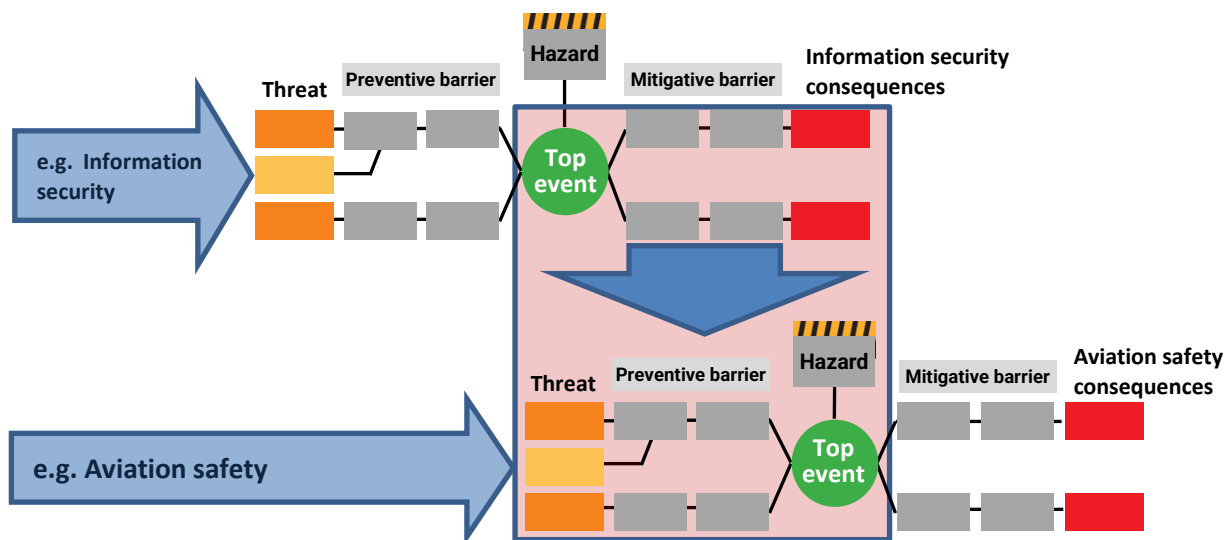 Hazard
Information security
consequences
Preventive barrier
Mitigative barrier
Threat
e.g. Information
security
Top
event
Hazard
Aviation safety
consequences
Preventive barrier
Mitigative barrier
Threat
e.g. Aviation safety
Top
event